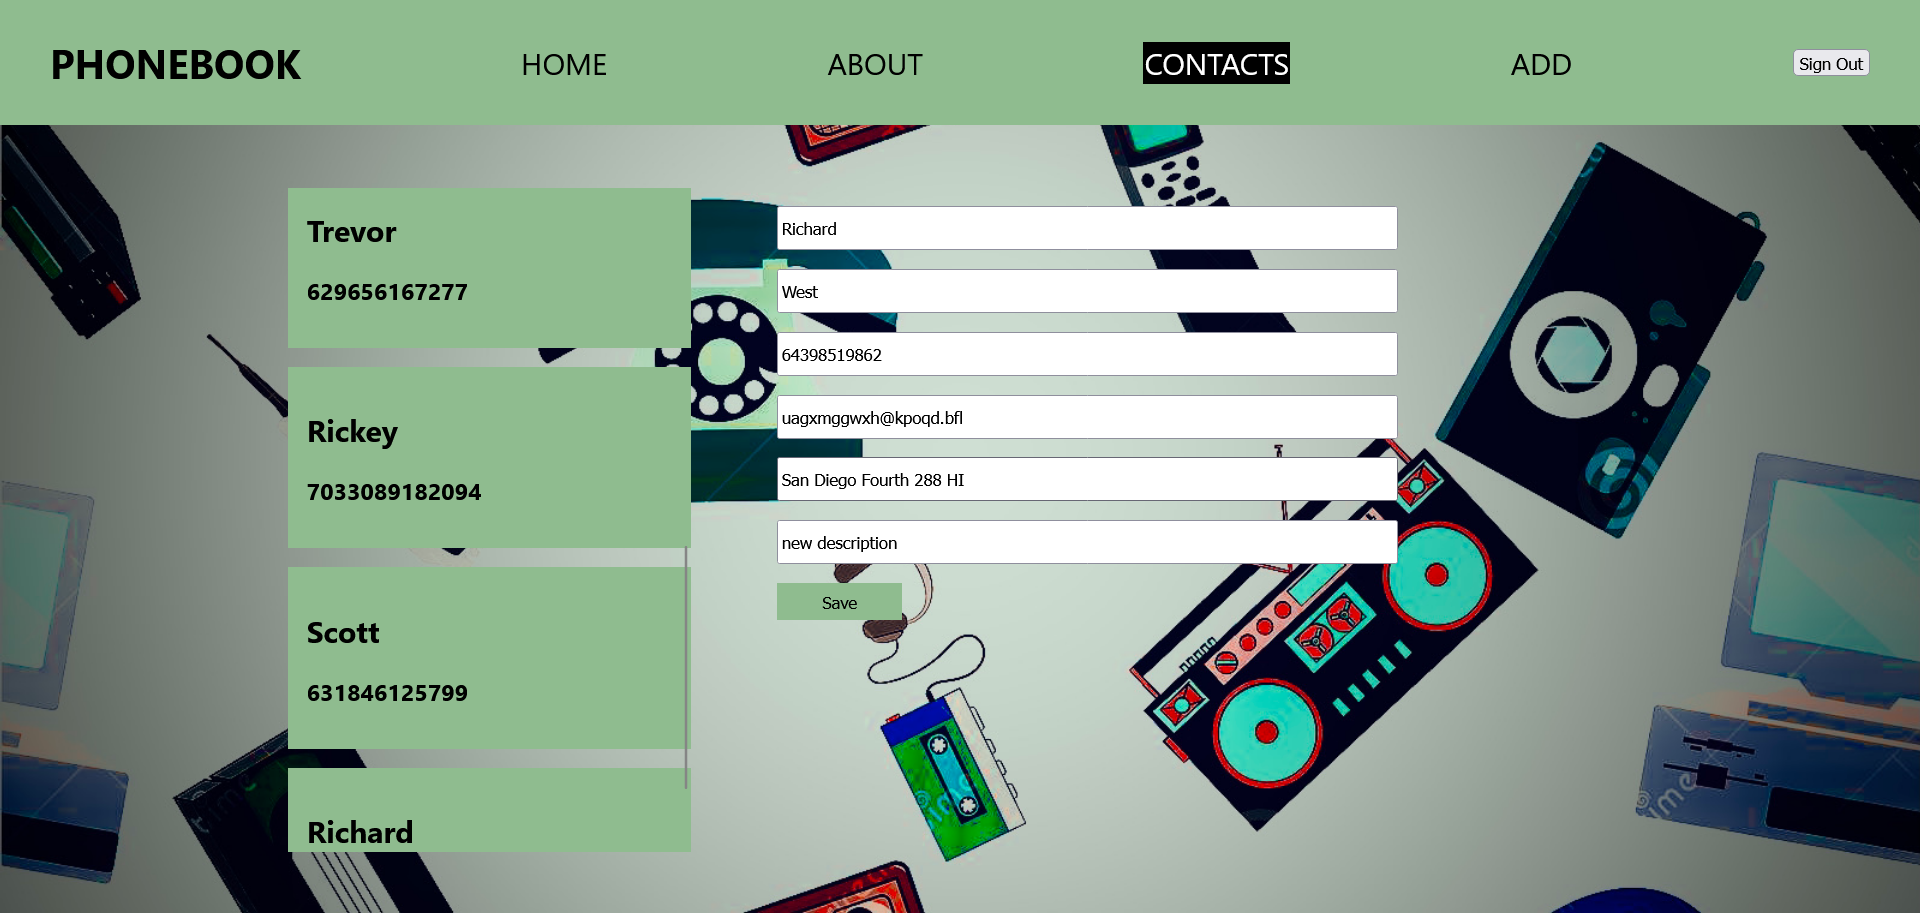 PHONEBOOK
HOME
ABOUT
CONTACTS
ADD
Sign Out
Trevor
629656167277
Rickey
7033089182094
Scott
631846125799
Richard
Richard
West
64398519862
uagxmggwxh@kpoqd.bfl
San Diego Fourth 288 HI
new description
Save